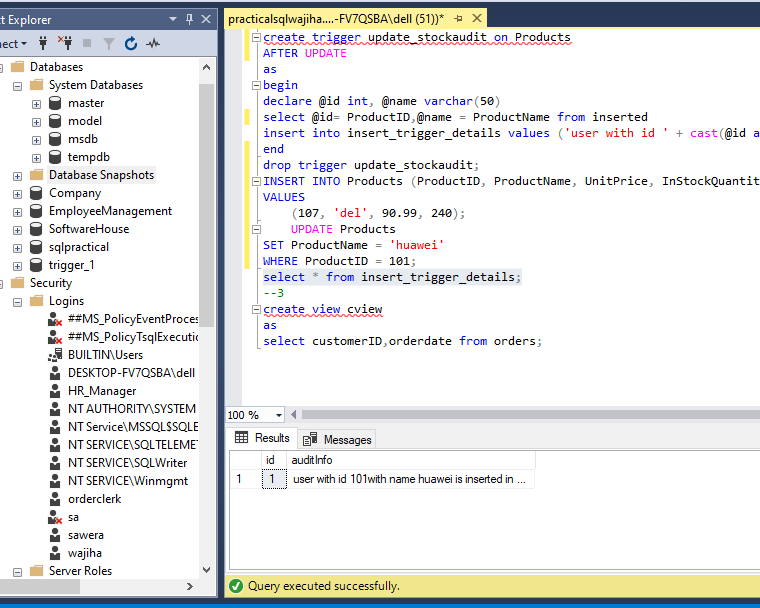 ct Explorer
nect
Databases
System Databases
master
model
msdb
tempdb
Database Snapshots
Company
EmployeeManagement
SoftwareHouse
sqlpractical
trigger_1
Security
Logins
##MS_PolicyEventProces
##MS_PolicyTsqlExecutio
BUILTIN\Users
DESKTOP-FV7QSBA\dell
HR_Manager
NT AUTHORITY\SYSTEM
NT Service\MSSQL$SQLE
NT SERVICE\SQLTELEMET
NT SERVICE\SQLWriter
NT SERVICE\Winmgmt
orderclerk
sa
sawera
wajiha
Server Roles
practicalsqlwajiha....-FV7QSBA\dell (51))*
create trigger update_stockaudit on Products
AFTER UPDATE
as
begin
declare @id int, @name varchar(50)
select @id= ProductID,@name = ProductName from inserted
insert into insert_trigger_details values ('user with id ' + cast(@id a
end
drop trigger update_stockaudit;
INSERT INTO Products (ProductID, ProductName, UnitPrice, InStockQuantit
VALUES
(107, 'del', 90.99, 240);
UPDATE Products
SET ProductName = 'huawei'
WHERE ProductID = 101;
select * from insert_trigger_details;
--3
create view cview
as
select customerID,orderdate from orders;
100 %
Results Messages
id auditInfo
1 1 user with id 101with name huawei is inserted in ...
Query executed successfully.